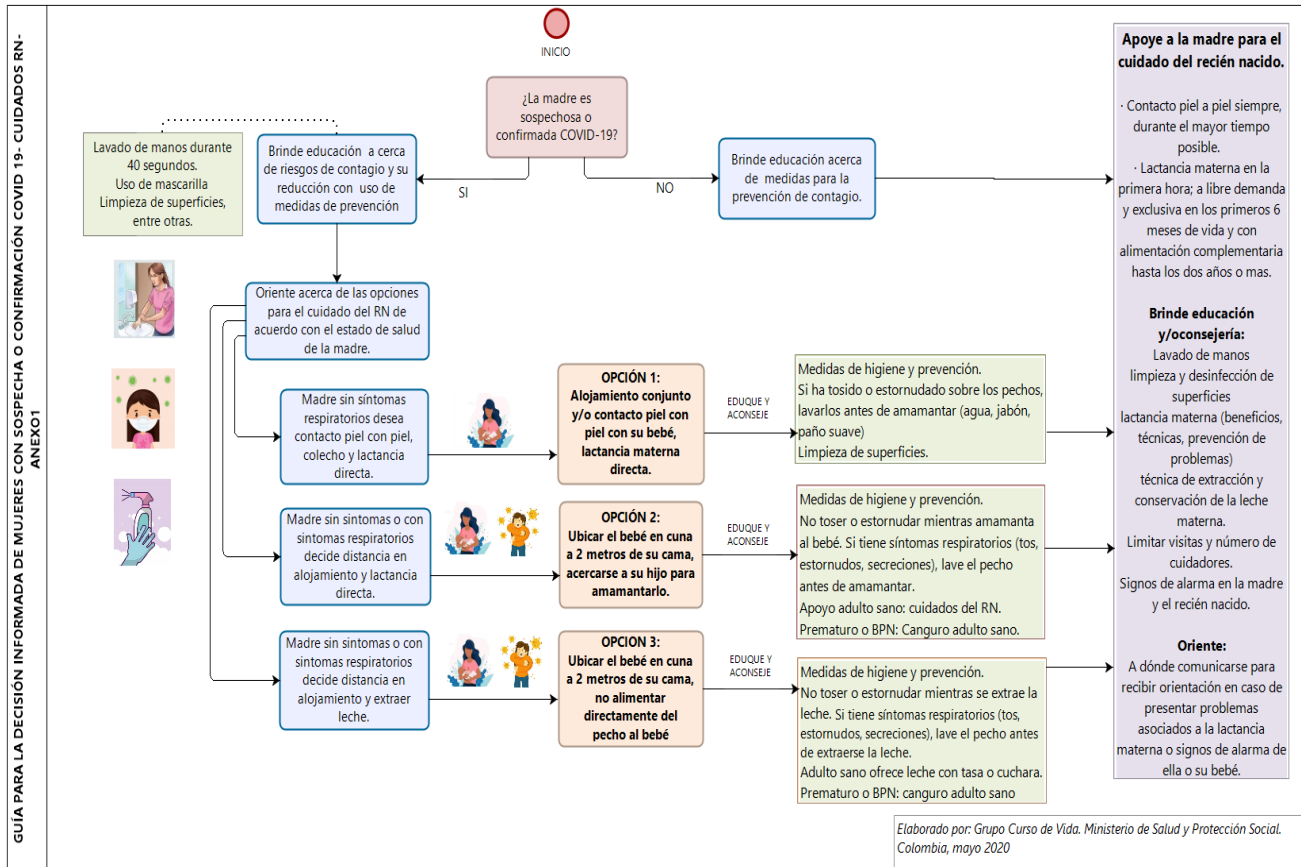 GUÍA PARA LA DECISIÓN INFORMADA DE MUJERES CON SOSPECHA O CONFIRMACIÓN COVID 19- CUIDADOS RN-
ANEXO1
INICIO
¿La madre es
sospechosa o
confirmada COVID-19?
SI
NO
Lavado de manos durante
40 segundos.
Uso de mascarilla
Limpieza de superficies,
entre otras.
Brinde educación a cerca
de riesgos de contagio y su
reducción con uso de
medidas de prevención
Brinde educación acerca
de medidas para la
prevención de contagio.
Oriente acerca de las opciones
para el cuidado del RN de
acuerdo con el estado de salud
de la madre.
Madre sin síntomas
respiratorios desea
contacto piel con piel,
colecho y lactancia
directa.
OPCIÓN 1:
Alojamiento conjunto
y/o contacto piel con
piel con su bebé,
lactancia materna
directa.
EDUQUE Y
ACONSEJE
Medidas de higiene y prevención.
Si ha tosido o estornudado sobre los pechos,
lavarlos antes de amamantar (agua, jabón,
paño suave)
Limpieza de superficies.
Madre sin sintomas o con
sintomas respiratorios
decide distancia en
alojamiento y lactancia
directa.
OPCIÓN 2:
Ubicar el bebé en cuna
a 2 metros de su cama,
acercarse a su hijo para
amamantarlo.
EDUQUE Y
ACONSEJE
Medidas de higiene y prevención.
No toser o estornudar mientras amamanta
al bebé. Si tiene síntomas respiratorios (tos,
estornudos, secreciones), lave el pecho
antes de amamantar.
Apoyo adulto sano: cuidados del RN.
Prematuro o BPN: Canguro adulto sano.
Madre sin sintomas o con
sintomas respiratorios
decide distancia en
alojamiento y extraer
leche.
OPCION 3:
Ubicar el bebé en cuna
a 2 metros de su cama,
no alimentar
directamente del
pecho al bebé
EDUQUE Y
ACONSEJE
Medidas de higiene y prevención.
No toser o estornudar mientras se extrae la
leche. Si tiene síntomas respiratorios (tos,
estornudos, secreciones), lave el pecho antes
de extraerse la leche.
Adulto sano ofrece leche con tasa o cuchara.
Prematuro o BPN: canguro adulto sano
Apoye a la madre para el
cuidado del recién nacido.
· Contacto piel a piel siempre,
durante el mayor tiempo
posible.
· Lactancia materna en la
primera hora; a libre demanda
y exclusiva en los primeros 6
meses de vida y con
alimentación complementaria
hasta los dos años o mas.
Brinde educación
y/oconsejería:
Lavado de manos
limpieza y desinfección de
superficies
lactancia materna (beneficios,
técnicas, prevención de
problemas)
técnica de extracción y
conservación de la leche
materna.
Limitar visitas y número de
cuidadores.
Signos de alarma en la madre
y el recién nacido.
Oriente:
A dónde comunicarse para
recibir orientación en caso de
presentar problemas
asociados a la lactancia
materna o signos de alarma de
ella o su bebé.
Elaborado por: Grupo Curso de Vida. Ministerio de Salud y Protección Social.
Colombia, mayo 2020